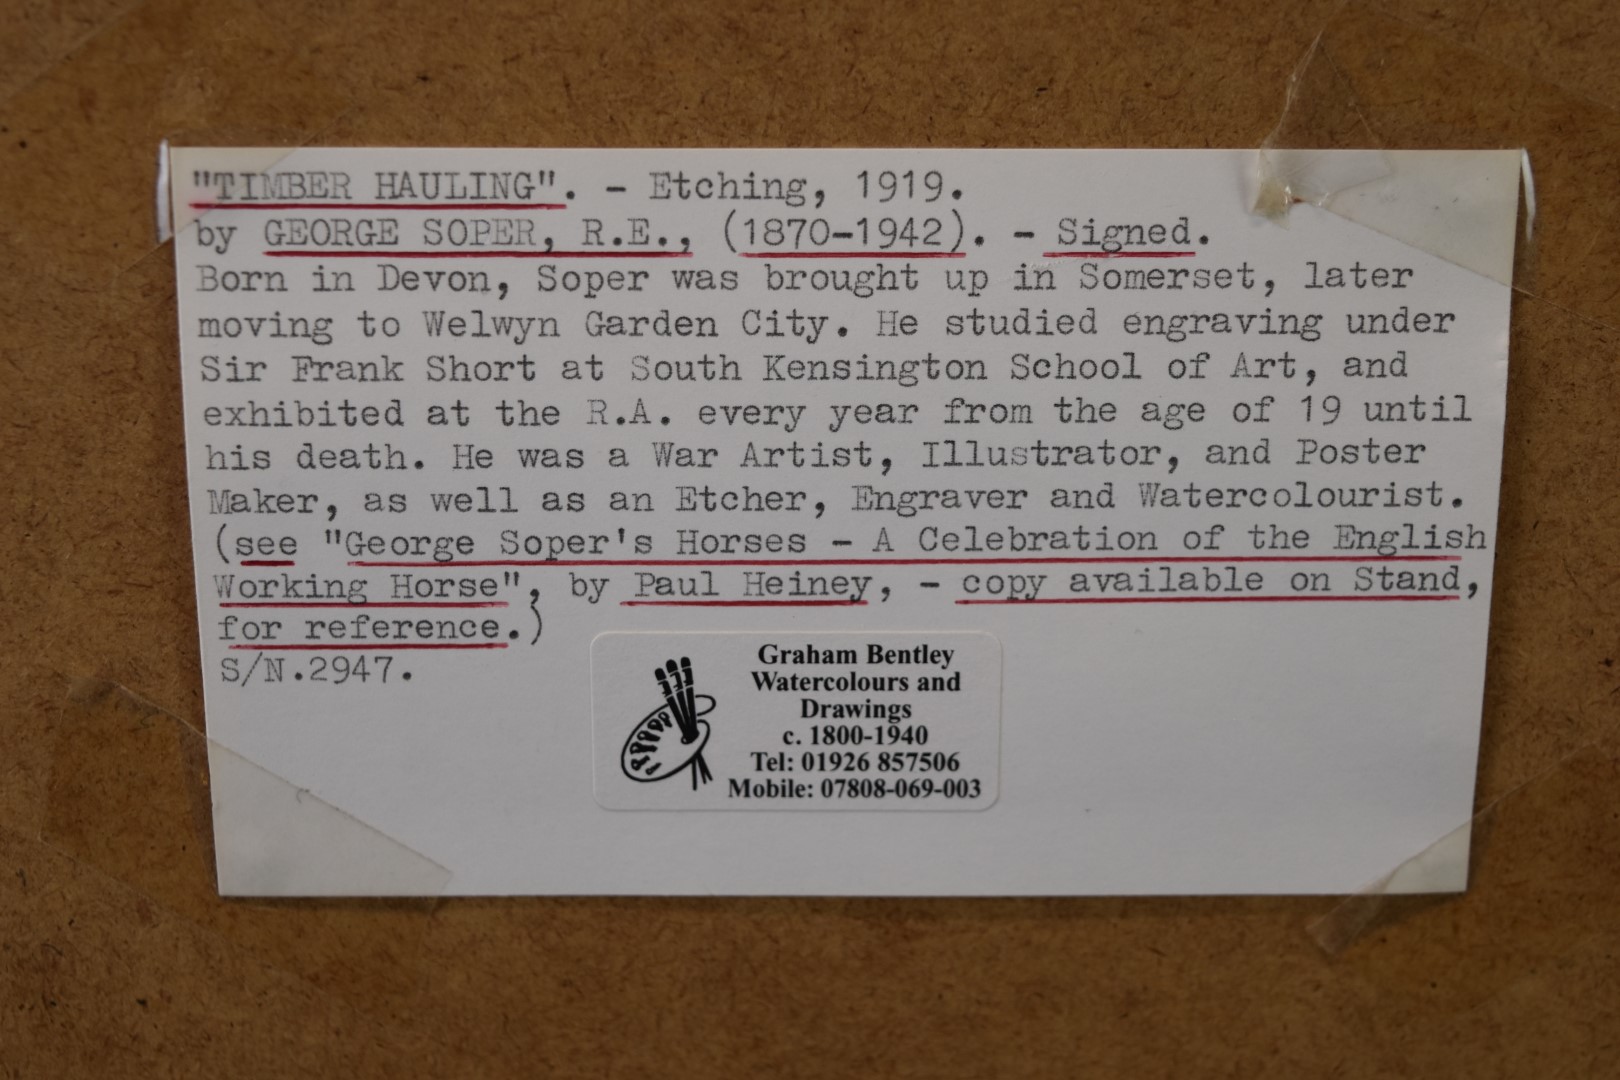 "TIMBER HAULING". - Etching, 1919.
by GEORGE SOPER, R.E., (1870-1942). - Signed.
Born in Devon, Soper was brought up in Somerset, later
moving to Welwyn Garden City. He studied engraving under
Sir Frank Short at South Kensington School of Art, and
exhibited at the R.A. every year from the age of 19 until
his death. He was a War Artist, Illustrator, and Poster
Maker, as well as an Etcher, Engraver and Watercolourist.
(see "George Soper's Horses - A Celebration of the English
Working Horse", by Paul Heiney, - copy available on Stand,
for reference.)
S/N.2947.
Graham Bentley
Watercolours and
Drawings
c. 1800-1940
Tel: 01926 857506
Mobile: 07808-069-003